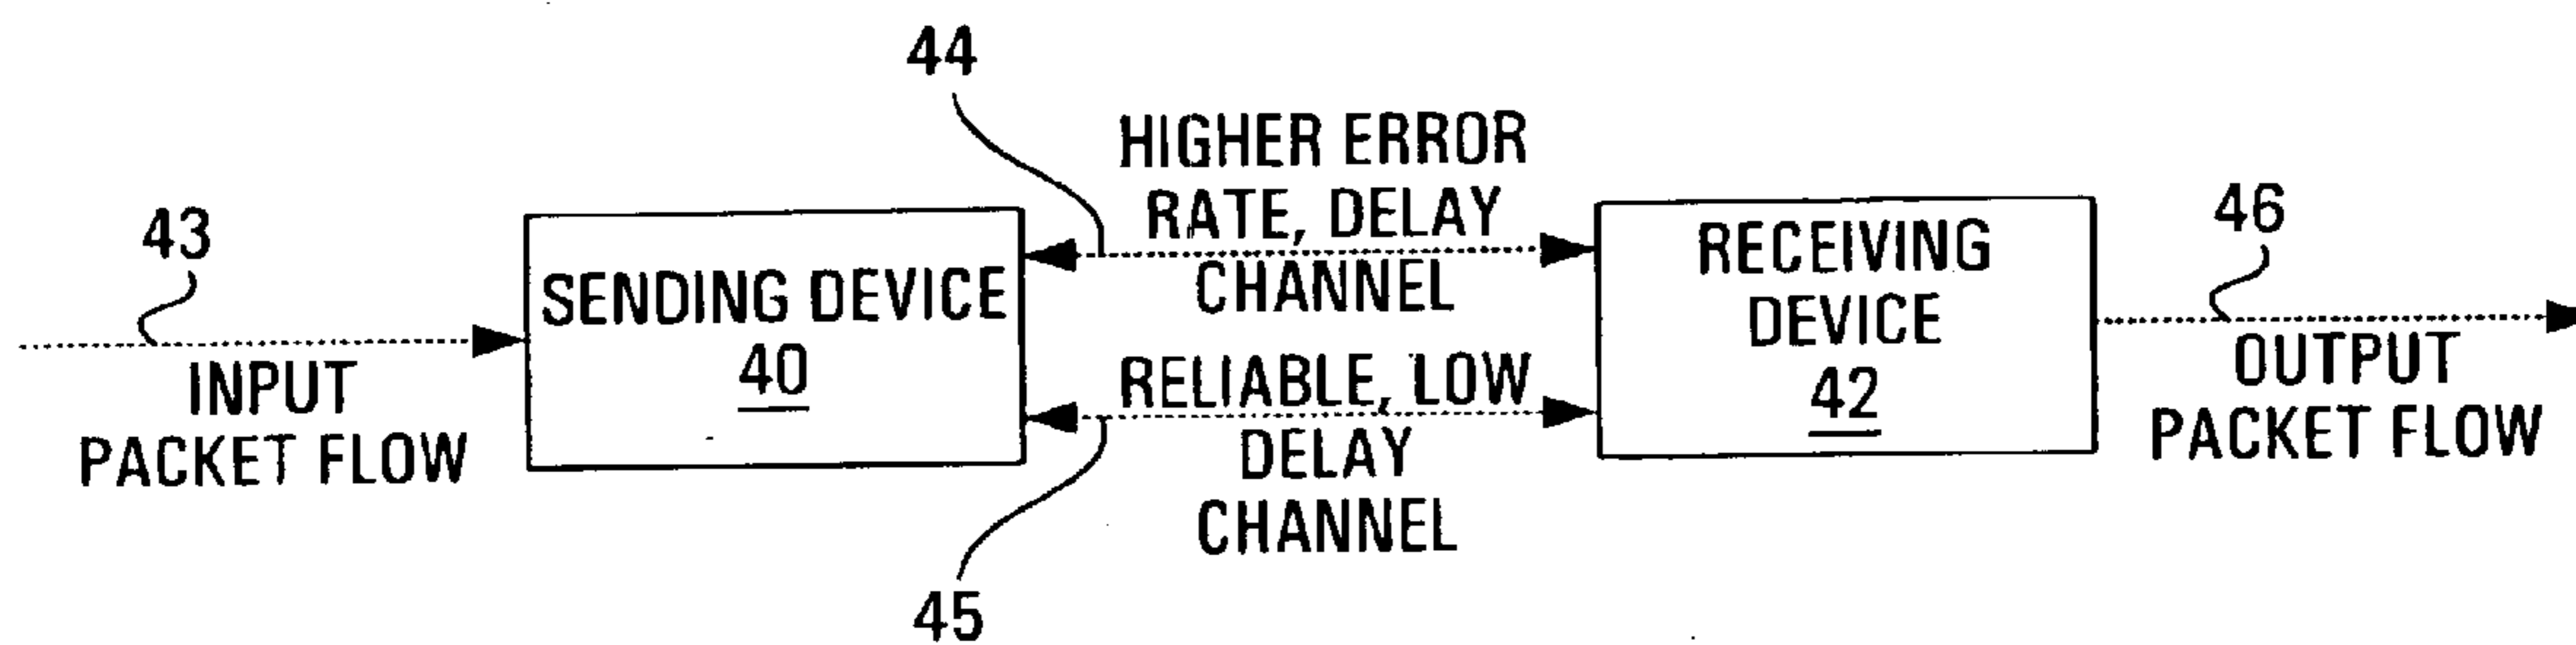 43
INPUT
PACKET FLOW
SENDING DEVICE
40
44
HIGHER ERROR
RATE, DELAY
CHANNEL
RELIABLE, LOW
DELAY
CHANNEL
45
RECEIVING
DEVICE
42
46
OUTPUT
PACKET FLOW